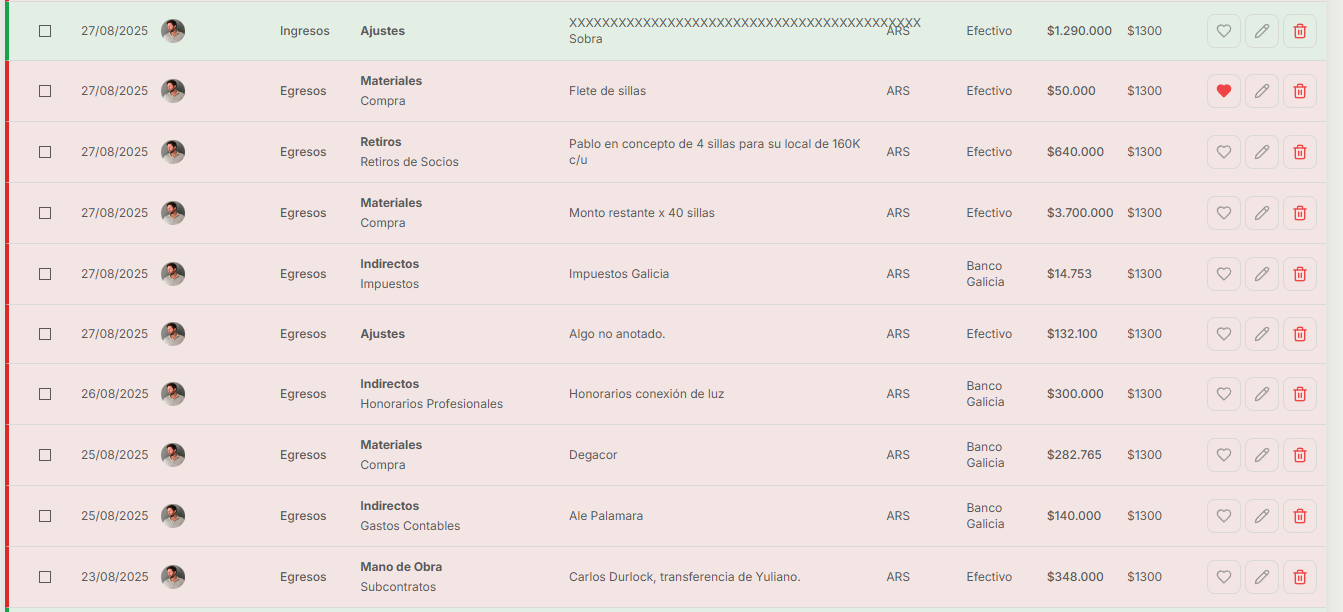 XXXXXXXXXXXXXXXXXXXXXXXXXXXXXXXXXXXXXXXXXXX
27/08/2025 Ingresos Ajustes Sobra ARS Efectivo $1.290.000 $1300
Materiales
27/08/2025 Egresos Compra Flete de sillas ARS Efectivo $50.000 $1300
Retiros
27/08/2025 Egresos Retiros de Socios Pablo en concepto de 4 sillas para su local de 160K ARS Efectivo $640.000 $1300
c/u
Materiales
27/08/2025 Egresos Compra Monto restante x 40 sillas ARS Efectivo $3.700.000 $1300
Indirectos
27/08/2025 Egresos Impuestos Impuestos Galicia ARS Banco Galicia $14.753 $1300
27/08/2025 Egresos Ajustes Algo no anotado. ARS Efectivo $132.100 $1300
Indirectos
26/08/2025 Egresos Honorarios Profesionales Honorarios conexión de luz ARS Banco Galicia $300.000 $1300
Materiales
25/08/2025 Egresos Compra Degacor ARS Banco Galicia $282.765 $1300
Indirectos
25/08/2025 Egresos Gastos Contables Ale Palamara ARS Banco Galicia $140.000 $1300
Mano de Obra
23/08/2025 Egresos Subcontratos Carlos Durlock, transferencia de Yuliano. ARS Efectivo $348.000 $1300